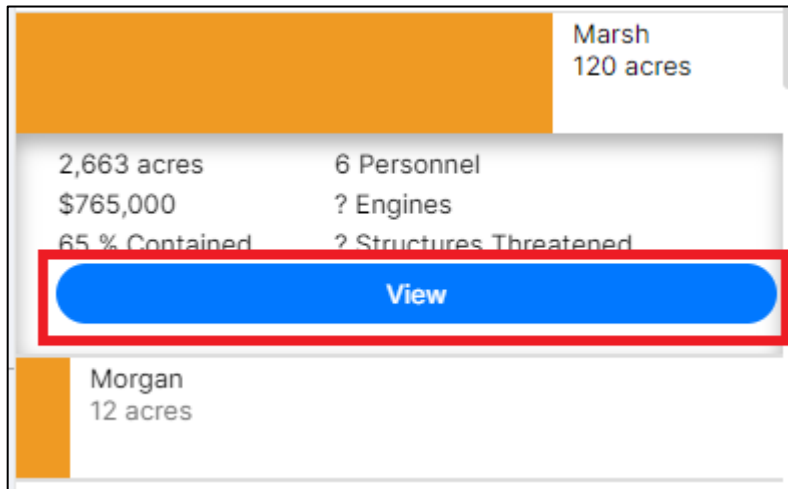 Marsh
120 acres
2,663 acres 6 Personnel
$765,000 ? Engines
65 % Contained ? Structures Threatened
View
Morgan
12 acres